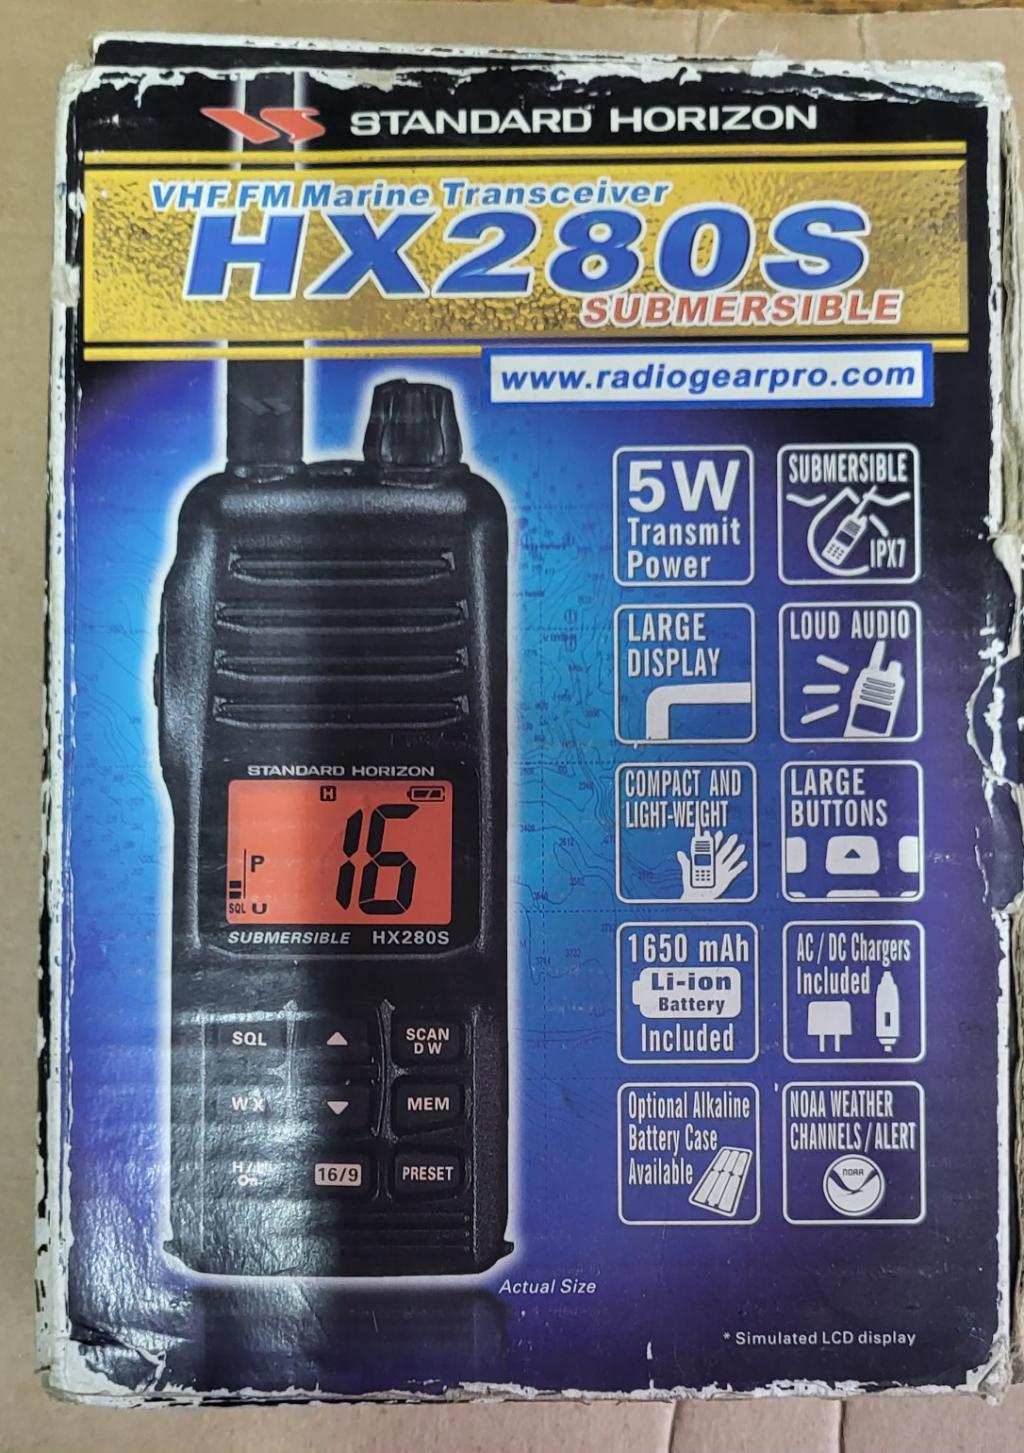 STANDARD HORIZON
VHF FM Marine Transceiver
HX280S
SUBMERSIBLE
www.radiogearpro.com
5W
Transmit
Power
SUBMERSIBLE
IPX7
LARGE
DISPLAY
LOUD AUDIO
COMPACT AND
LIGHT-WEIGHT
LARGE
BUTTONS
1650 mAh
Li-ion
Battery
Included
AC / DC Chargers
Included
Optional Alkaline
Battery Case
Available
NOAA WEATHER
CHANNELS / ALERT
NOAA
STANDARD HORIZON
H
16
P
SQL U
SUBMERSIBLE HX280S
SQL
SCAN
DW
WX
MEM
16/9
PRESET
Actual Size
* Simulated LCD display